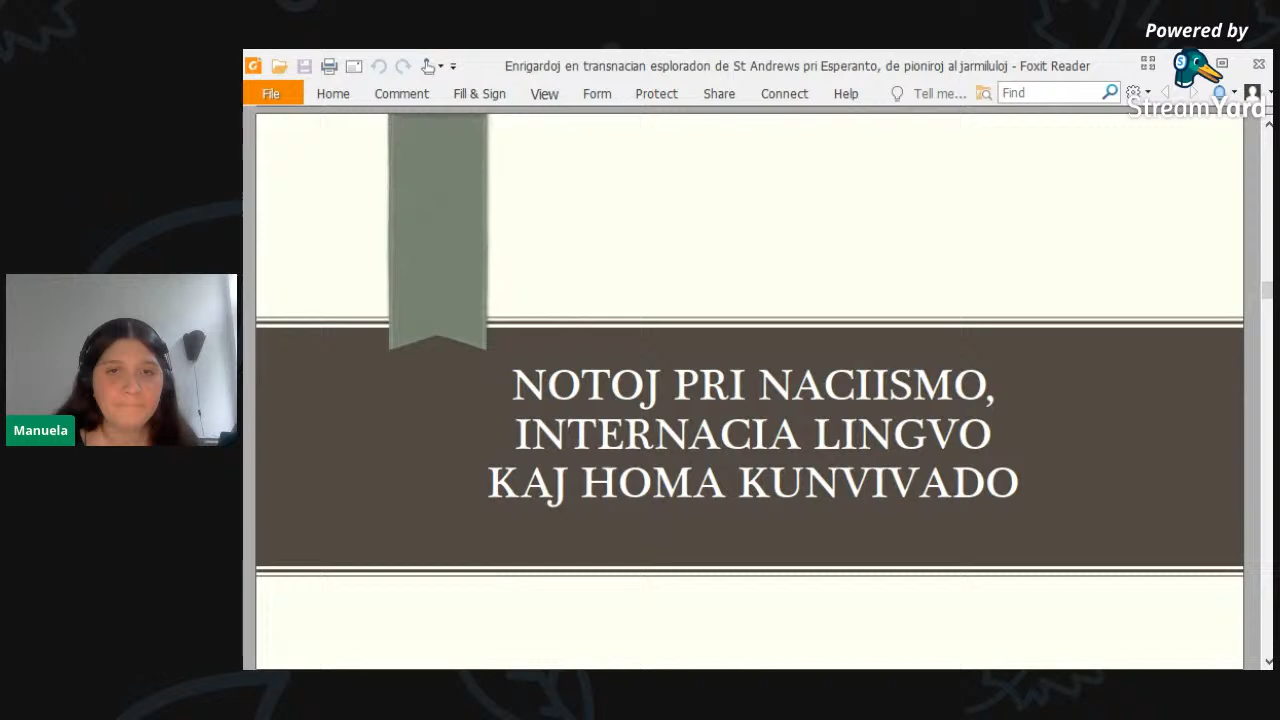 Powered by
StreamYard
Enrigardoj en transnacian esploradon de St Andrews pri Esperanto, de pioniroj al jarmiluloj - Foxit Reader
File Home Comment Fill & Sign View Form Protect Share Connect Help Tell me... Find
NOTOJ PRI NACIISMO,
INTERNACIA LINGVO
KAJ HOMA KUNVIVADO
Manuela